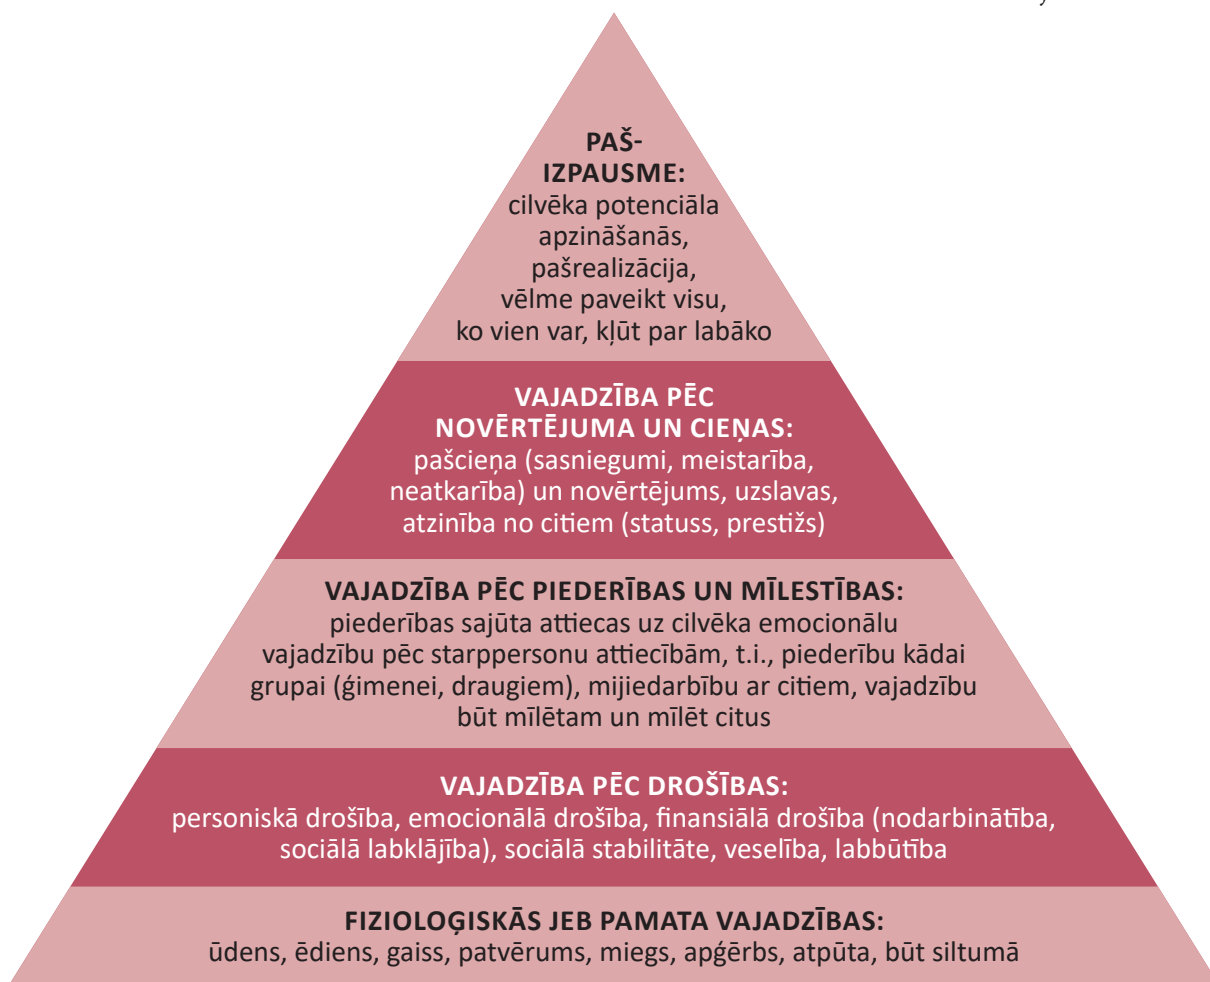 PAŠ-
IZPAUSME:
cilvēka potenciāla
apzināšanās,
pašrealizācija,
vēlme paveikt visu,
ko vien var, kļūt par labāko
VAJADZĪBA PĒC
NOVĒRTĒJUMA UN CIEŅAS:
pašcieņa (sasniegumi, meistarība,
neatkarība) un novērtējums, uzslavas,
atzinība no citiem (statuss, prestižs)
VAJADZĪBA PĒC PIEDERĪBAS UN MĪLESTĪBAS:
piederības sajūta attiecas uz cilvēka emocionālu
vajadzību pēc starppersonu attiecībām, t.i., piederību kādai
grupai (ģimenei, draugiem), mijiedarbību ar citiem, vajadzību
būt mīlētam un mīlēt citus
VAJADZĪBA PĒC DROŠĪBAS:
personiskā drošība, emocionālā drošība, finansiālā drošība (nodarbinātība,
sociālā labklājība), sociālā stabilitāte, veselība, labbūtība
FIZIOLOĢISKĀS JEB PAMATA VAJADZĪBAS:
ūdens, ēdiens, gaiss, patvērums, miegs, apģērbs, atpūta, būt siltumā